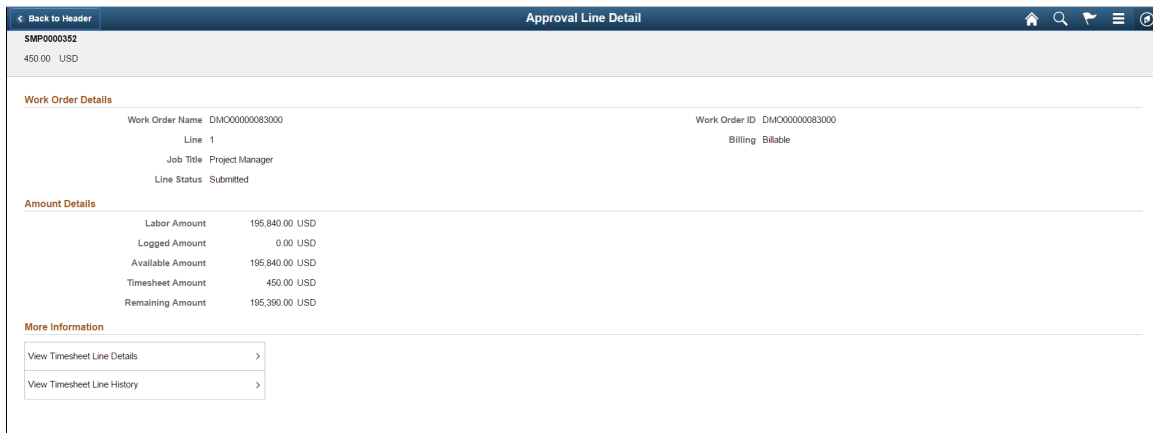 Back to Header
Approval Line Detail
SMP0000352
450.00 USD
Work Order Details
Work Order Name DMO00000083000
Work Order ID DMO00000083000
Line 1
Billing Billable
Job Title Project Manager
Line Status Submitted
Amount Details
Labor Amount 195,840.00 USD
Logged Amount 0.00 USD
Available Amount 195,840.00 USD
Timesheet Amount 450.00 USD
Remaining Amount 195,390.00 USD
More Information
View Timesheet Line Details
View Timesheet Line History